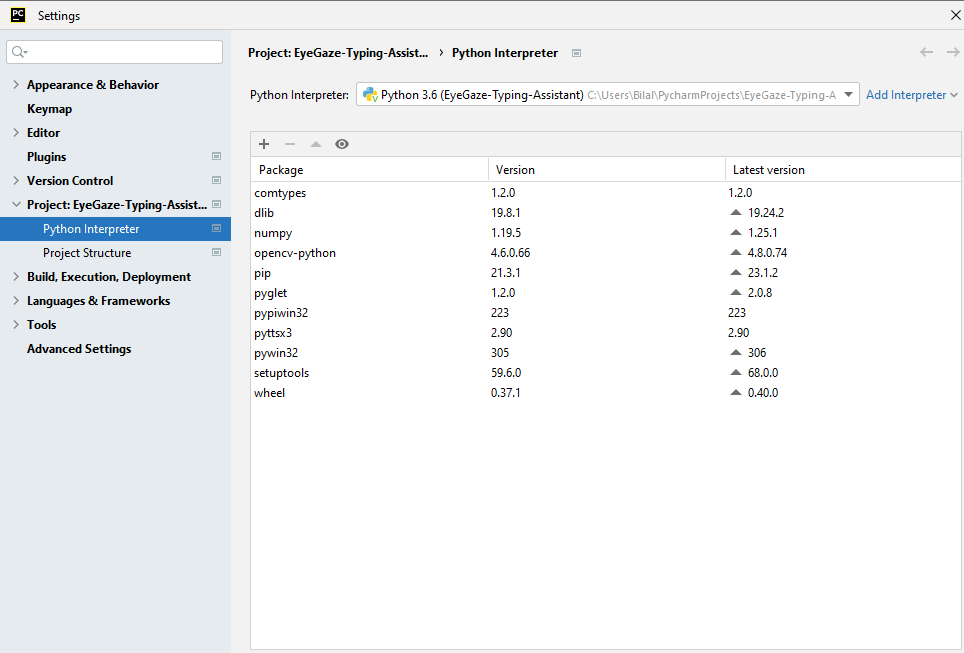 PC Settings
Project: EyeGaze-Typing-Assist... › Python Interpreter
Appearance & Behavior
Keymap
Editor
Plugins
Version Control
Project: EyeGaze-Typing-Assist...
Python Interpreter
Project Structure
Build, Execution, Deployment
Languages & Frameworks
Tools
Advanced Settings
Python Interpreter: Python 3.6 (EyeGaze-Typing-Assistant) C:\Users\Bilal\PycharmProjects\EyeGaze-Typing-A Add Interpreter
Package Version Latest version
comtypes 1.2.0 1.2.0
dlib 19.8.1 19.24.2
numpy 1.19.5 1.25.1
opencv-python 4.6.0.66 4.8.0.74
pip 21.3.1 23.1.2
pyglet 1.2.0 2.0.8
pypiwin32 223 223
pyttsx3 2.90 2.90
pywin32 305 306
setuptools 59.6.0 68.0.0
wheel 0.37.1 0.40.0